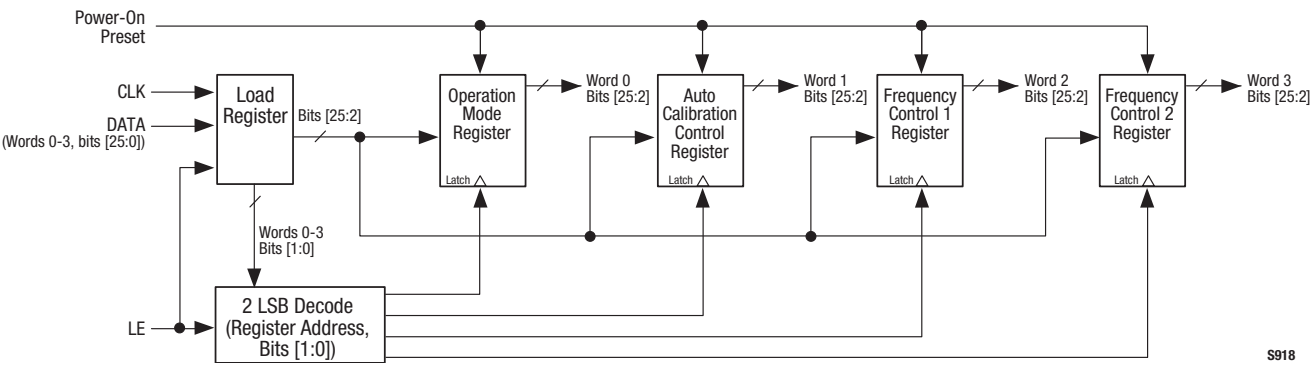 Power-On
Preset
CLK
DATA
(Words 0-3, bits [25:0])
LE
Load
Register
Bits [25:2]
Words 0-3
Bits [1:0]
2 LSB Decode
(Register Address,
Bits [1:0])
Operation
Mode
Register
Latch
Word 0
Bits [25:2]
Auto
Calibration
Control
Register
Latch
Word 1
Bits [25:2]
Frequency
Control 1
Register
Latch
Word 2
Bits [25:2]
Frequency
Control 2
Register
Latch
Word 3
Bits [25:2]
S918